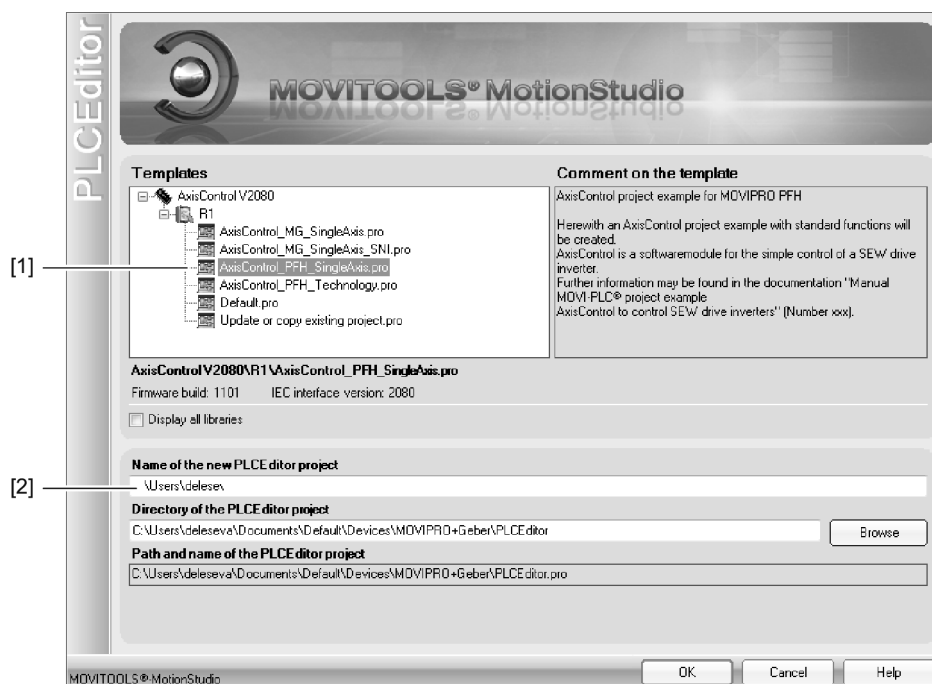 PLCEditor
MOVITOOLS® MotionStudio
Templates
AxisControl V2080
R1
AxisControl_MG_SingleAxis.pro
AxisControl_MG_SingleAxis_SNI.pro
[1]
AxisControl_PFH_SingleAxis.pro
AxisControl_PFH_Technology.pro
Default.pro
Update or copy existing project.pro
Comment on the template
AxisControl project example for MOVIPRO PFH
Herewith an AxisControl project example with standard functions will
be created.
AxisControl is a softwaremodule for the simple control of a SEW drive
inverter.
Further information may be found in the documentation "Manual
MOVI-PLC® project example
AxisControl to control SEW drive inverters" (Number xxx).
AxisControl V2080\R1\AxisControl_PFH_SingleAxis.pro
Firmware build: 1101 IEC interface version: 2080
Display all libraries
Name of the new PLCEditor project
[2]
\Users\delese\
Directory of the PLCEditor project
C:\Users\deleseva\Documents\Default\Devices\MOVIPRO+Geber\PLCEditor
Browse
Path and name of the PLCEditor project
C:\Users\deleseva\Documents\Default\Devices\MOVIPRO+Geber\PLCEditor.pro
MOVITOOLS®-MotionStudio
OK
Cancel
Help